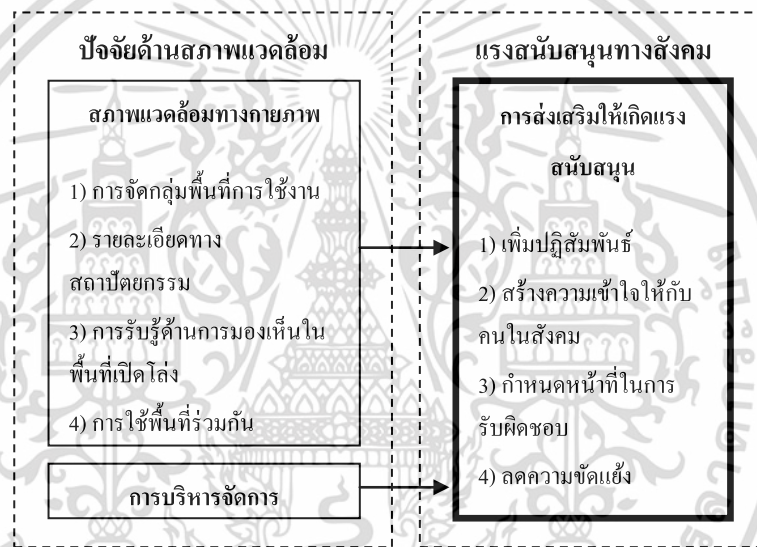 ปัจจัยด้านสภาพแวดล้อม
สภาพแวดล้อมทางกายภาพ
1) การจัดกลุ่มพื้นที่การใช้งาน
2) รายละเอียดทาง
สถาปัตยกรรม
3) การรับรู้ด้านการมองเห็นใน
พื้นที่เปิดโล่ง
4) การใช้พื้นที่ร่วมกัน
การบริหารจัดการ
แรงสนับสนุนทางสังคม
การส่งเสริมให้เกิดแรง
สนับสนุน
1) เพิ่มปฏิสัมพันธ์
2) สร้างความเข้าใจให้กับ
คนในสังคม
3) กำหนดหน้าที่ในการ
รับผิดชอบ
4) ลดความขัดแย้ง